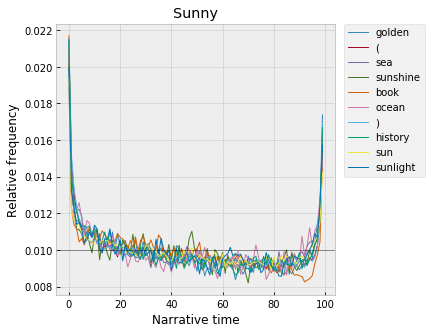 Sunny
0.022
0.020
0.018
0.016
0.014
0.012
0.010
0.008
Relative frequency
0 20 40 60 80 100
Narrative time
golden
(
sea
sunshine
book
ocean
)
history
sun
sunlight